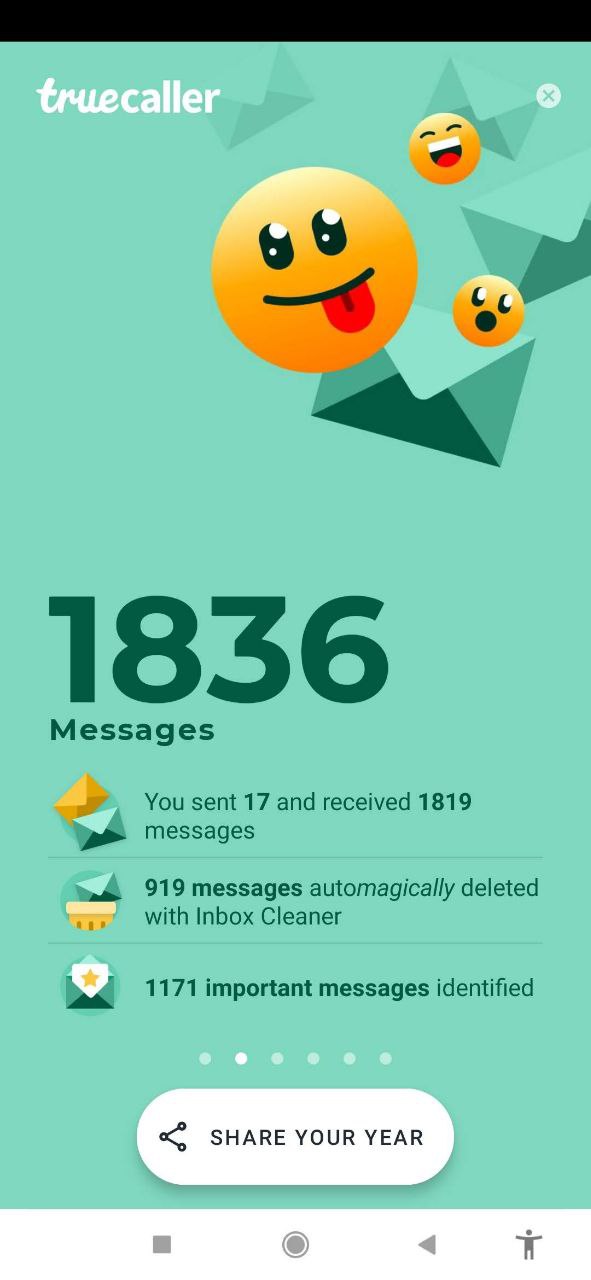 truecaller
1836
Messages
You sent 17 and received 1819
messages
919 messages automagically deleted
with Inbox Cleaner
1171 important messages identified
SHARE YOUR YEAR